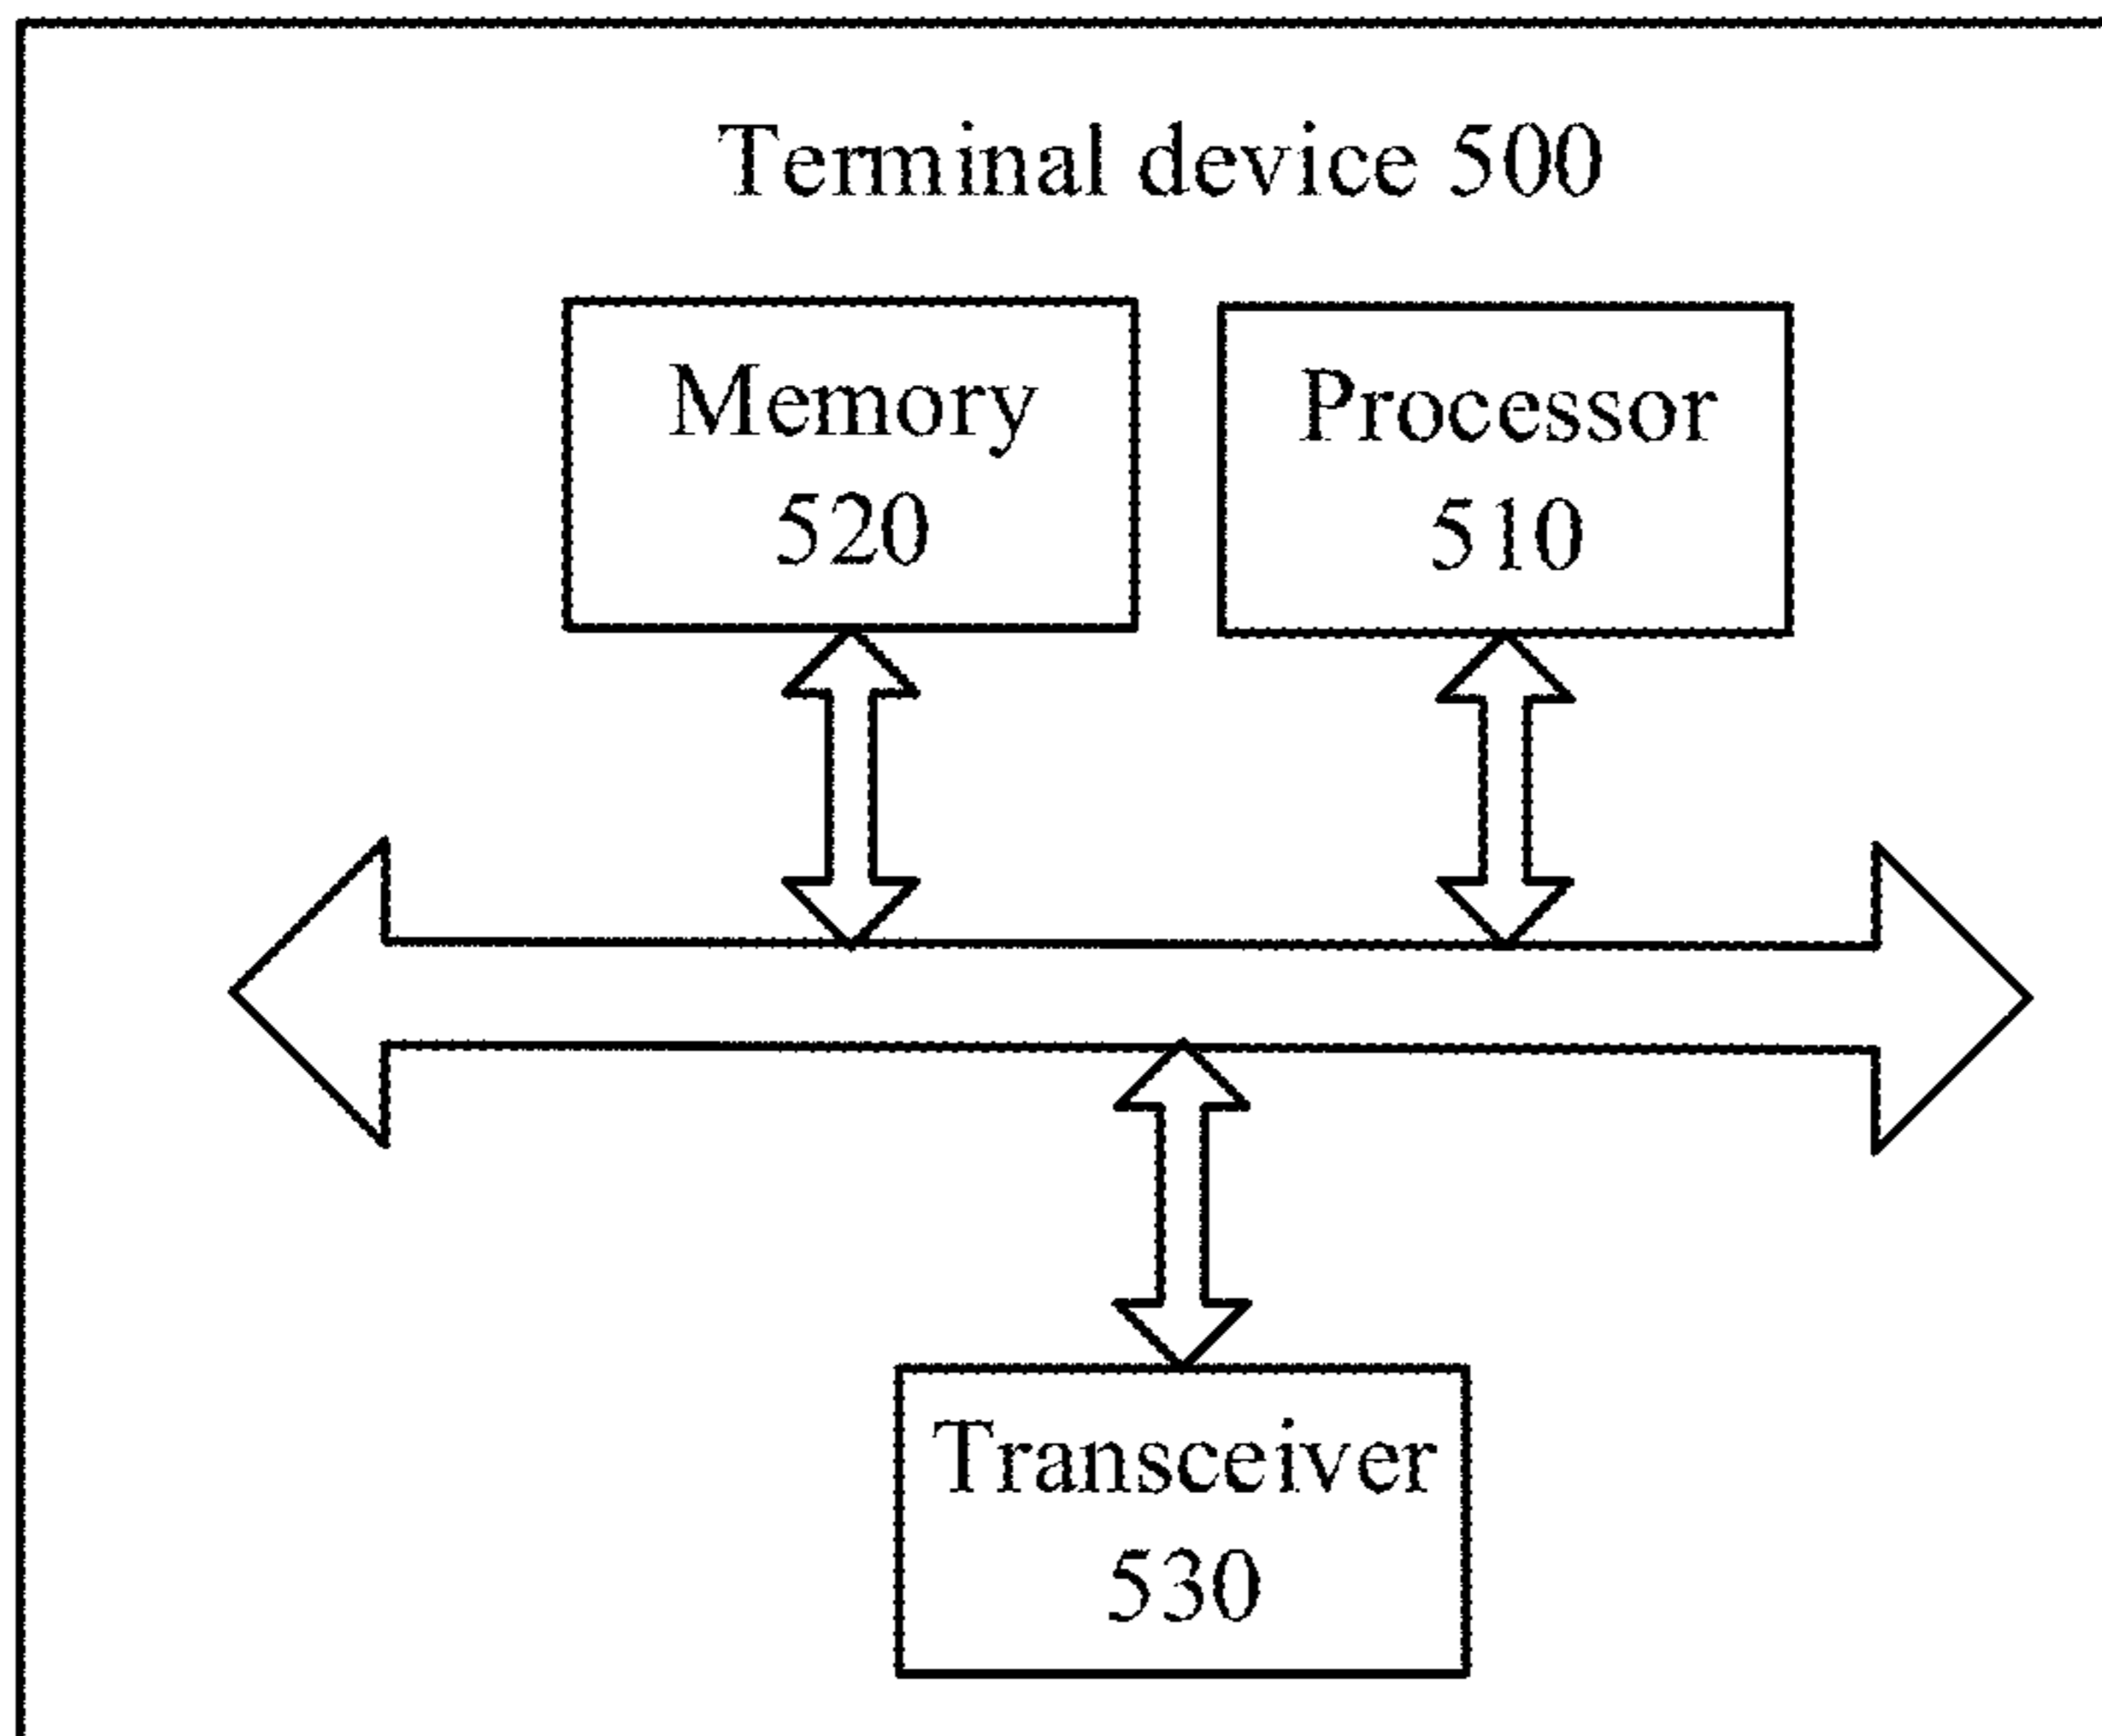 Terminal device 500
Memory
520
Processor
510
Transceiver
530